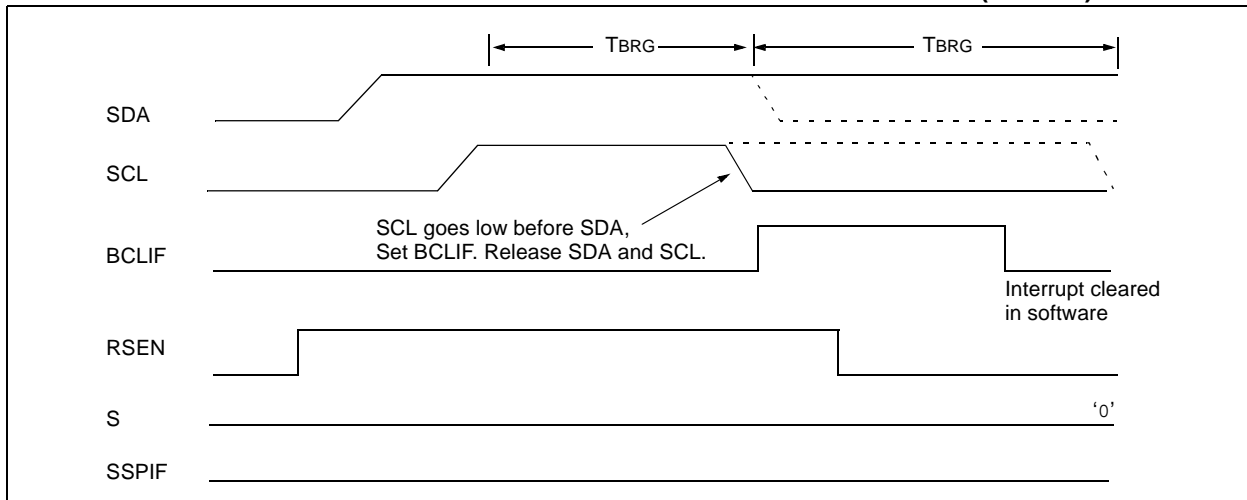 TBRG TBRG
SDA
SCL
SCL goes low before SDA,
Set BCLIF. Release SDA and SCL.
BCLIF
Interrupt cleared
in software
RSEN
S
‘0’
SSPIF